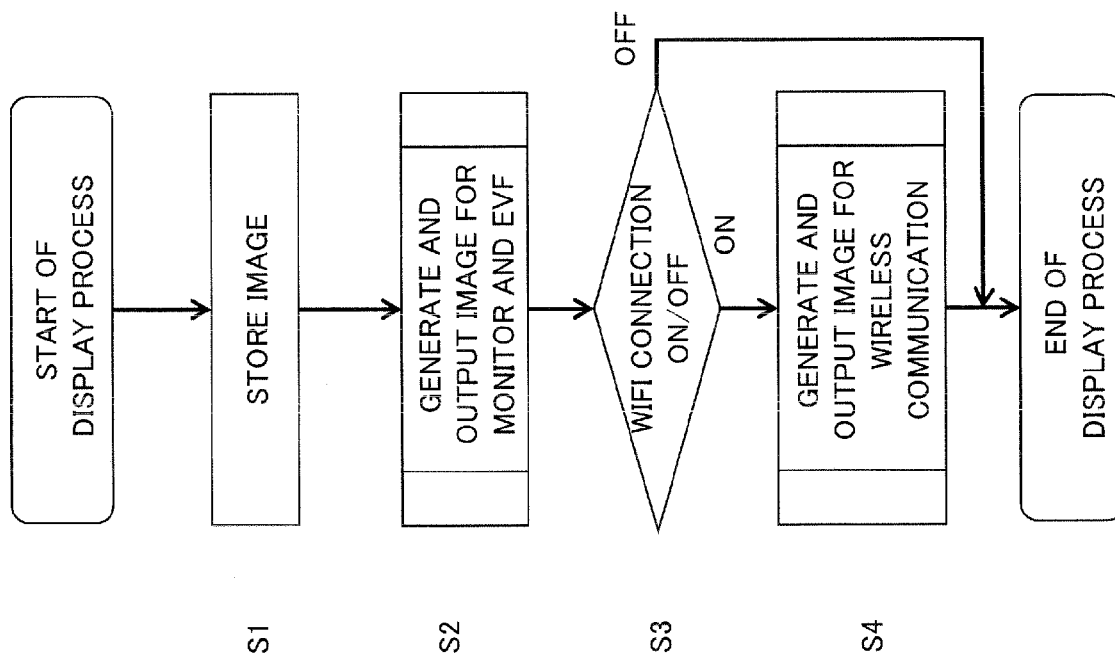 START OF
DISPLAY PROCESS
S1
STORE IMAGE
S2
GENERATE AND
OUTPUT IMAGE FOR
MONITOR AND EVF
S3
WIFI CONNECTION
ON/OFF
OFF
ON
S4
GENERATE AND
OUTPUT IMAGE FOR
WIRELESS
COMMUNICATION
END OF
DISPLAY PROCESS